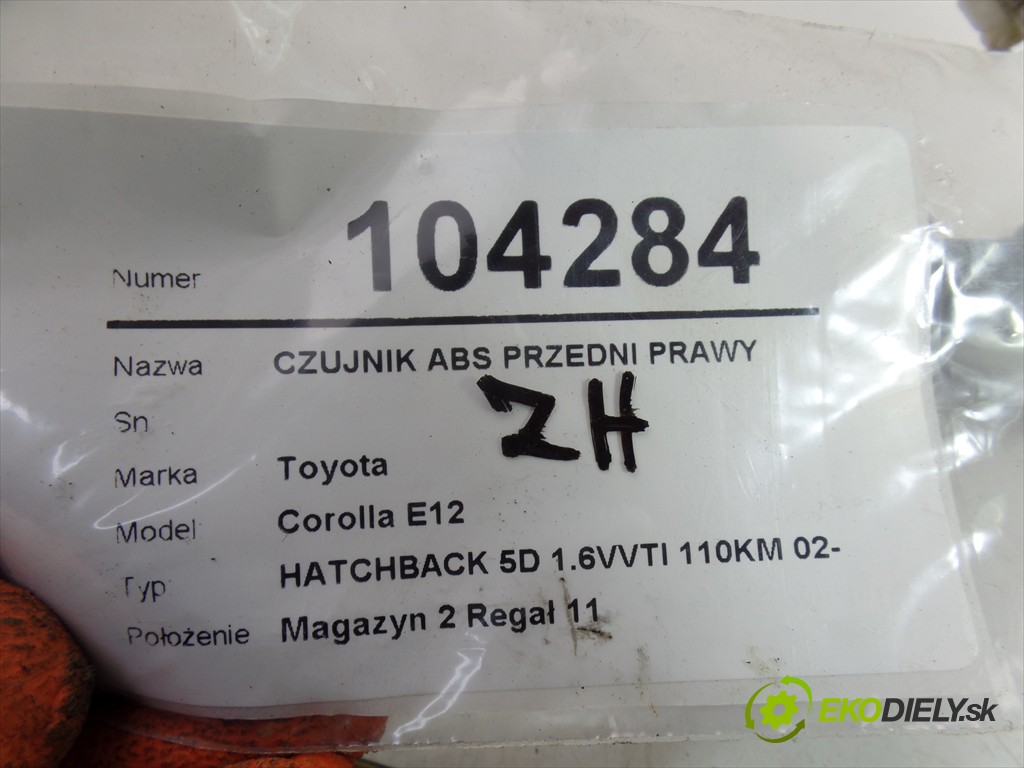 Numer 104284
Nazwa CZUJNIK ABS PRZEDNI PRAWY
Sn
ZH
Marka Toyota
Model Corolla E12
Typ HATCHBACK 5D 1.6VVTI 110KM 02-
Położenie Magazyn 2 Regał 11
EKODIELY.sk